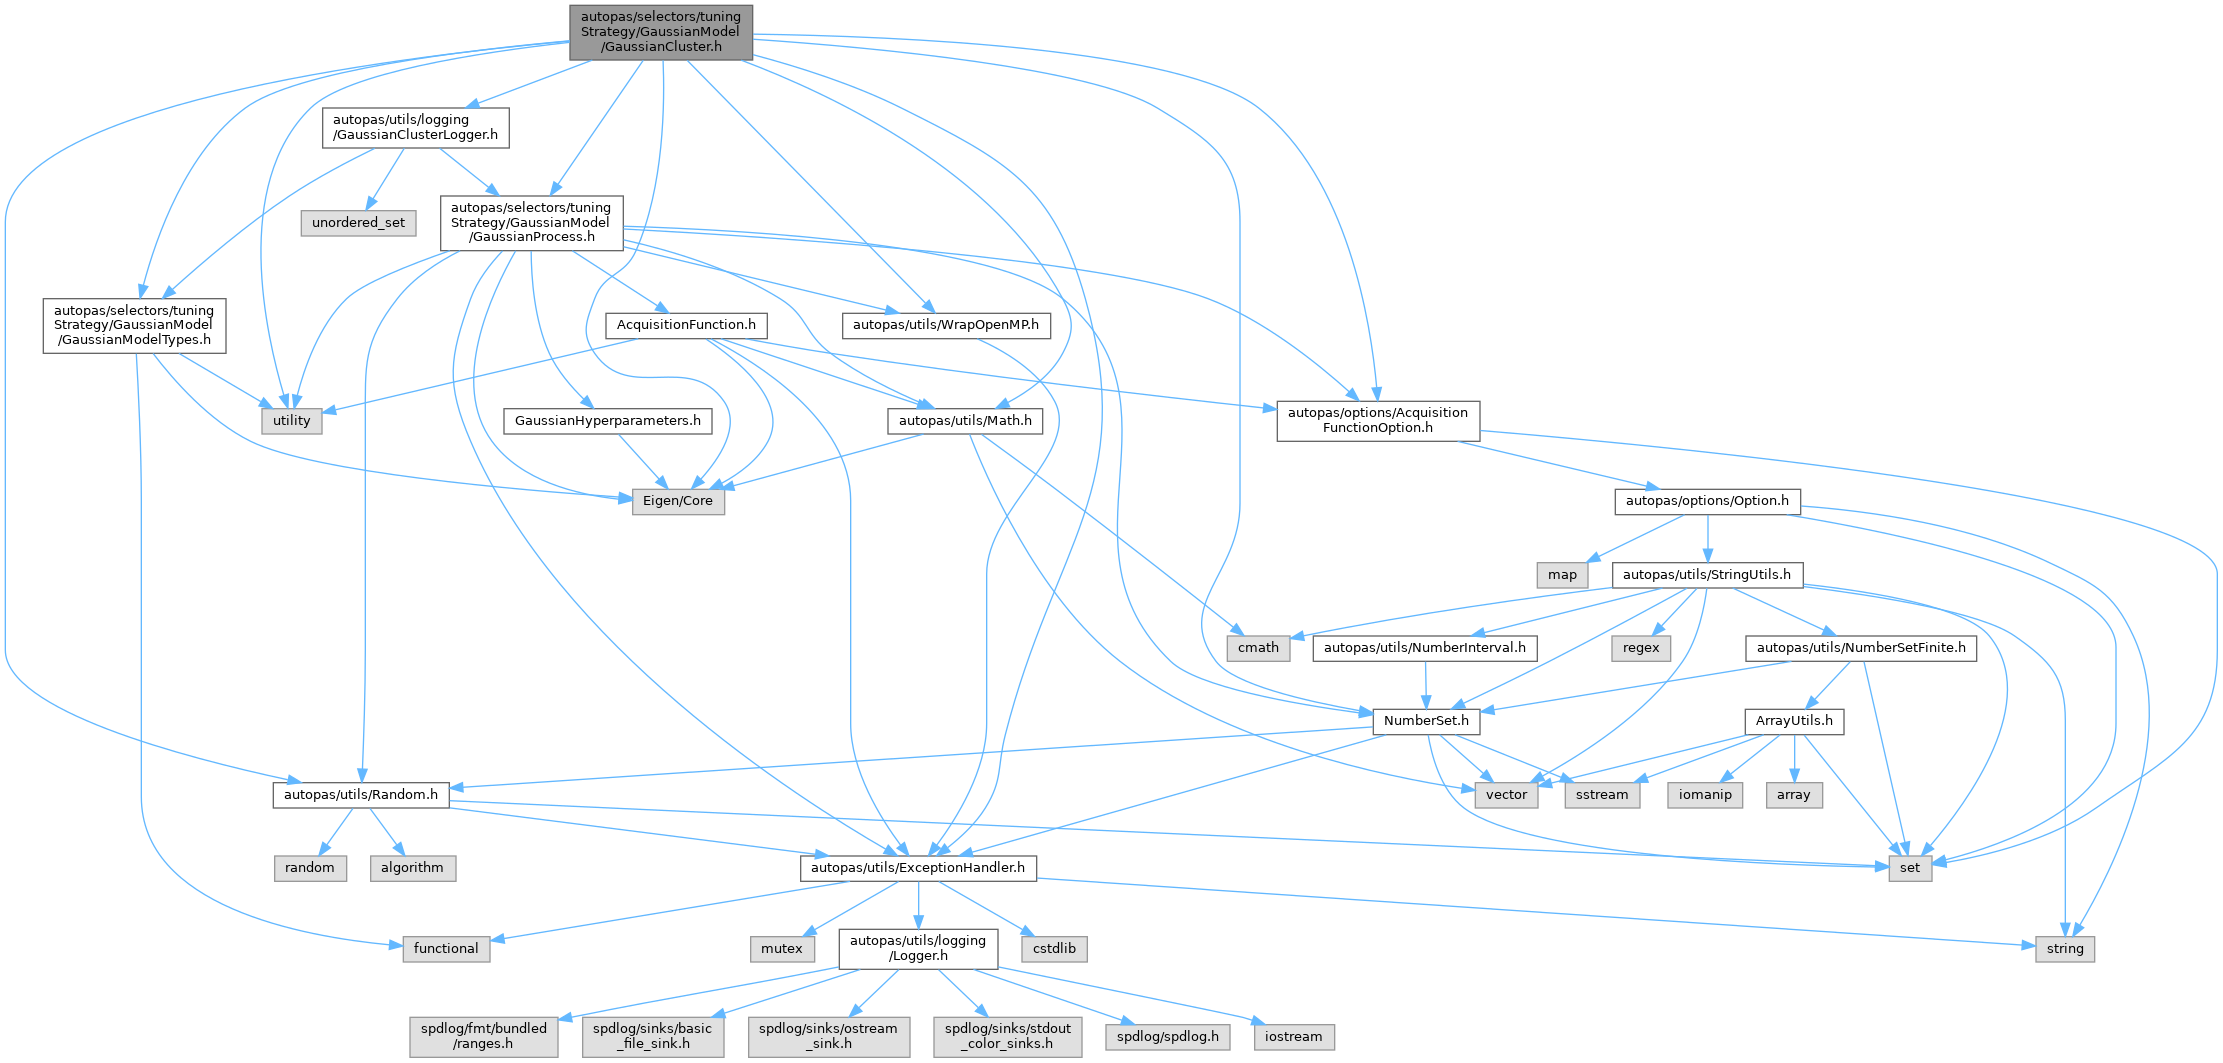 autopas/selectors/tuning
Strategy/GaussianModel
/GaussianCluster.h
autopas/utils/logging
/GaussianClusterLogger.h
autopas/selectors/tuning
Strategy/GaussianModel
/GaussianProcess.h
unordered_set
autopas/selectors/tuning
Strategy/GaussianModel
/GaussianModelTypes.h
AcquisitionFunction.h
autopas/utils/WrapOpenMP.h
utility
GaussianHyperparameters.h
autopas/utils/Math.h
autopas/options/Acquisition
FunctionOption.h
Eigen/Core
autopas/options/Option.h
map
autopas/utils/StringUtils.h
cmath
autopas/utils/NumberInterval.h
regex
autopas/utils/NumberSetFinite.h
NumberSet.h
ArrayUtils.h
autopas/utils/Random.h
vector
sstream
iomanip
array
random
algorithm
autopas/utils/ExceptionHandler.h
set
functional
mutex
autopas/utils/logging
/Logger.h
cstdlib
string
spdlog/fmt/bundled
/ranges.h
spdlog/sinks/basic
_file_sink.h
spdlog/sinks/ostream
_sink.h
spdlog/sinks/stdout
_color_sinks.h
spdlog/spdlog.h
iostream